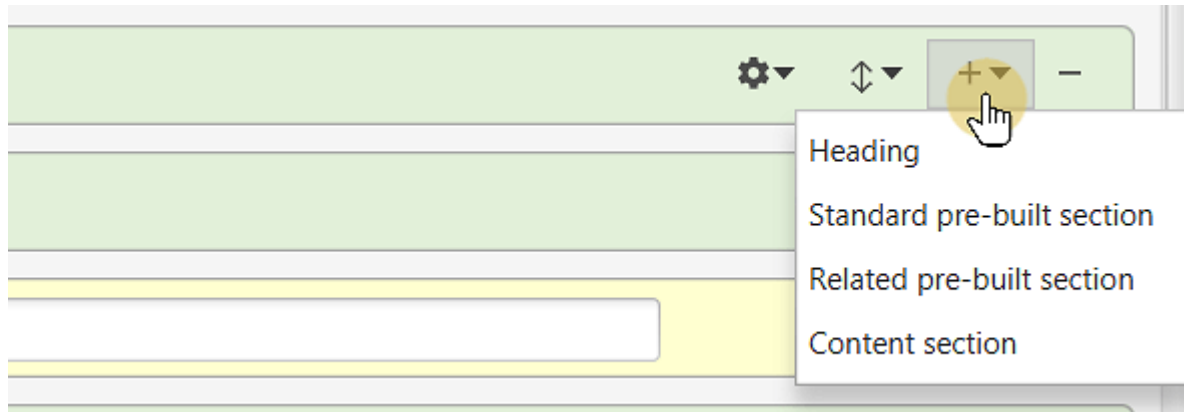 Heading
Standard pre-built section
Related pre-built section
Content section